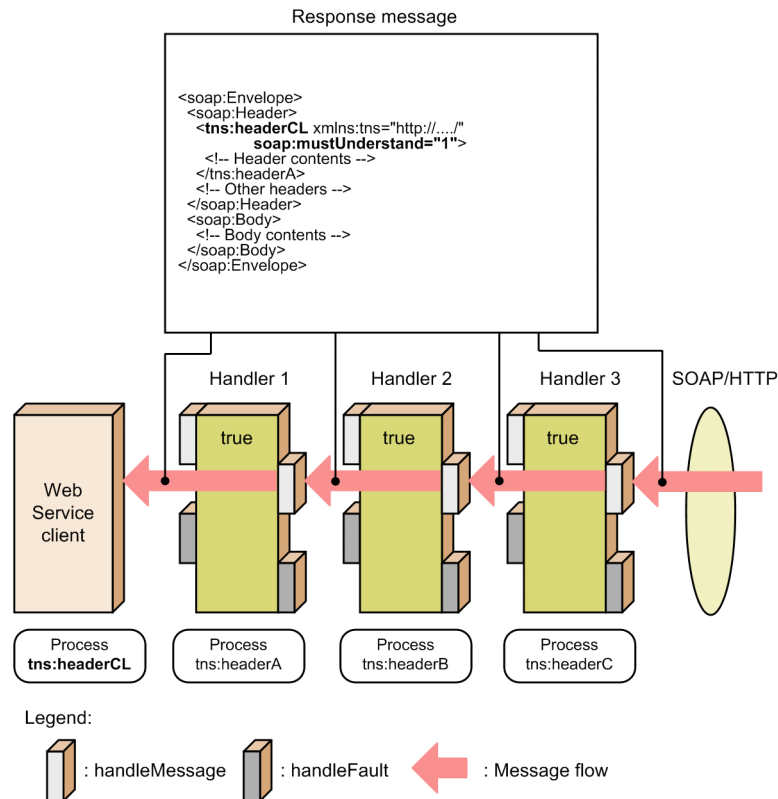 Response message
<soap:Envelope>
<soap:Header>
<tns:headerCL xmlns:tns="http://..../"
soap:mustUnderstand="1">
<!-- Header contents -->
</tns:headerA>
<!-- Other headers -->
</soap:Header>
<soap:Body>
<!-- Body contents -->
</soap:Body>
</soap:Envelope>
Handler 1
Handler 2
Handler 3
SOAP/HTTP
true
true
true
Web
Service
client
Process
tns:headerCL
Process
tns:headerA
Process
tns:headerB
Process
tns:headerC
Legend:
: handleMessage
: handleFault
: Message flow